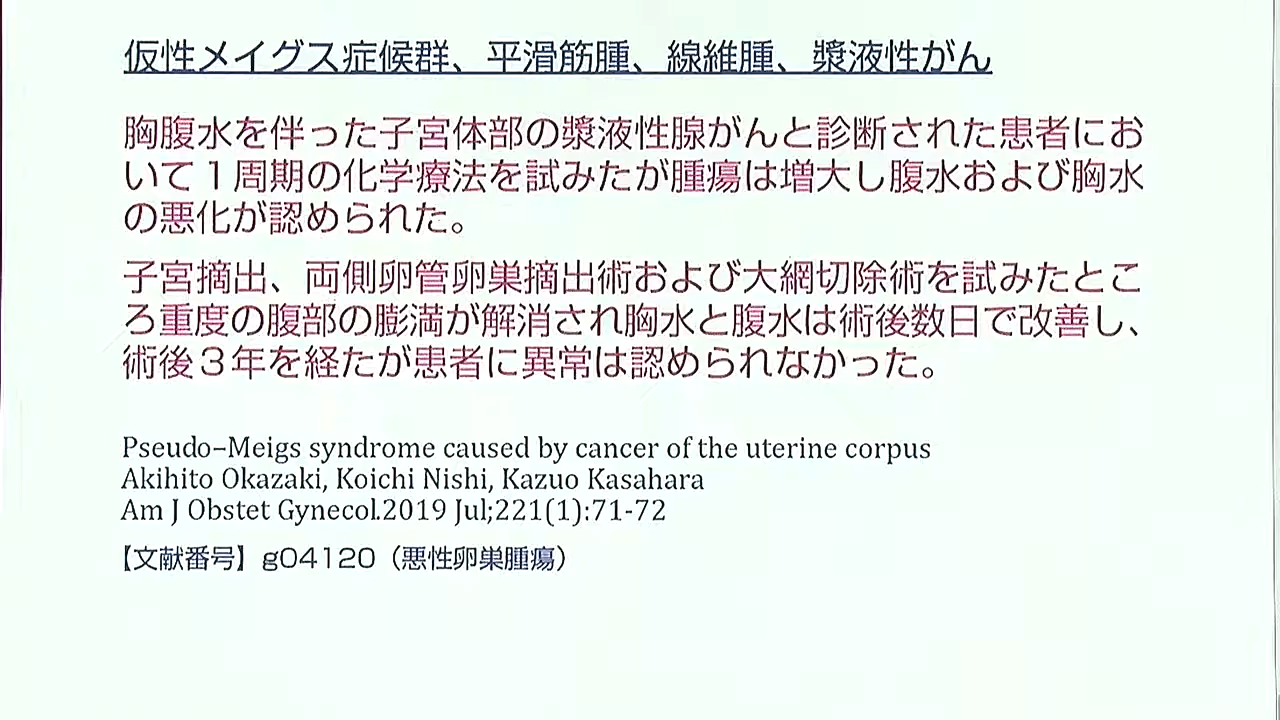 仮性メイグス症候群、平滑筋腫、線維腫、漿液性がん
胸腹水を伴った子宮体部の漿液性腺がんと診断された患者にお
いて１周期の化学療法を試みたが腫瘍は増大し腹水および胸水
の悪化が認められた。
子宮摘出、両側卵管卵巣摘出術および大網切除術を試みたとこ
ろ重度の腹部の膨満が解消され胸水と腹水は術後数日で改善し、
術後３年を経たが患者に異常は認められなかった。
Pseudo–Meigs syndrome caused by cancer of the uterine corpus
Akihito Okazaki, Koichi Nishi, Kazuo Kasahara
Am J Obstet Gynecol.2019 Jul;221(1):71-72
【文献番号】g04120（悪性卵巣腫瘍）